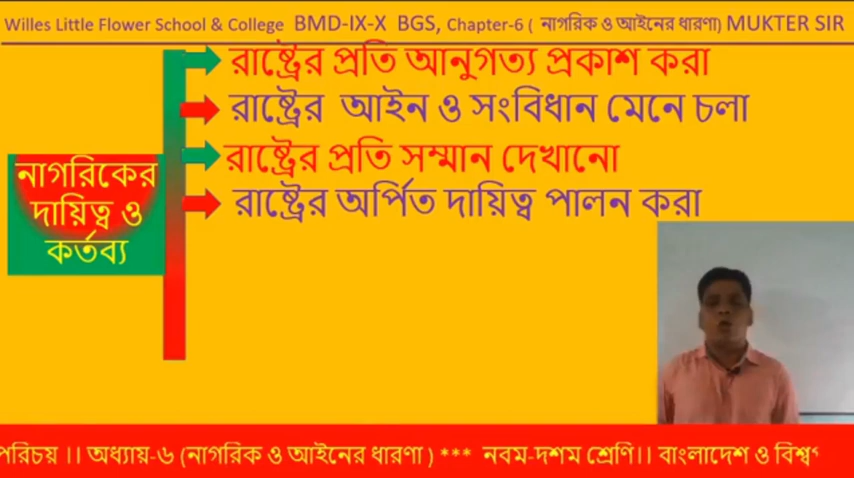 Willes Little Flower School & College BMD-IX-X BGS, Chapter-6 ( নাগরিক ও আইনের ধারণা) MUKTER SIR
রাষ্ট্রের প্রতি আনুগত্য প্রকাশ করা
রাষ্ট্রের আইন ও সংবিধান মেনে চলা
রাষ্ট্রের প্রতি সম্মান দেখানো
রাষ্ট্রের অর্পিত দায়িত্ব পালন করা
নাগরিকের
দায়িত্ব ও
কর্তব্য
পরিচয় ।। অধ্যায়-৬ (নাগরিক ও আইনের ধারণা ) *** নবম-দশম শ্রেণি।। বাংলাদেশ ও বিশ্ব